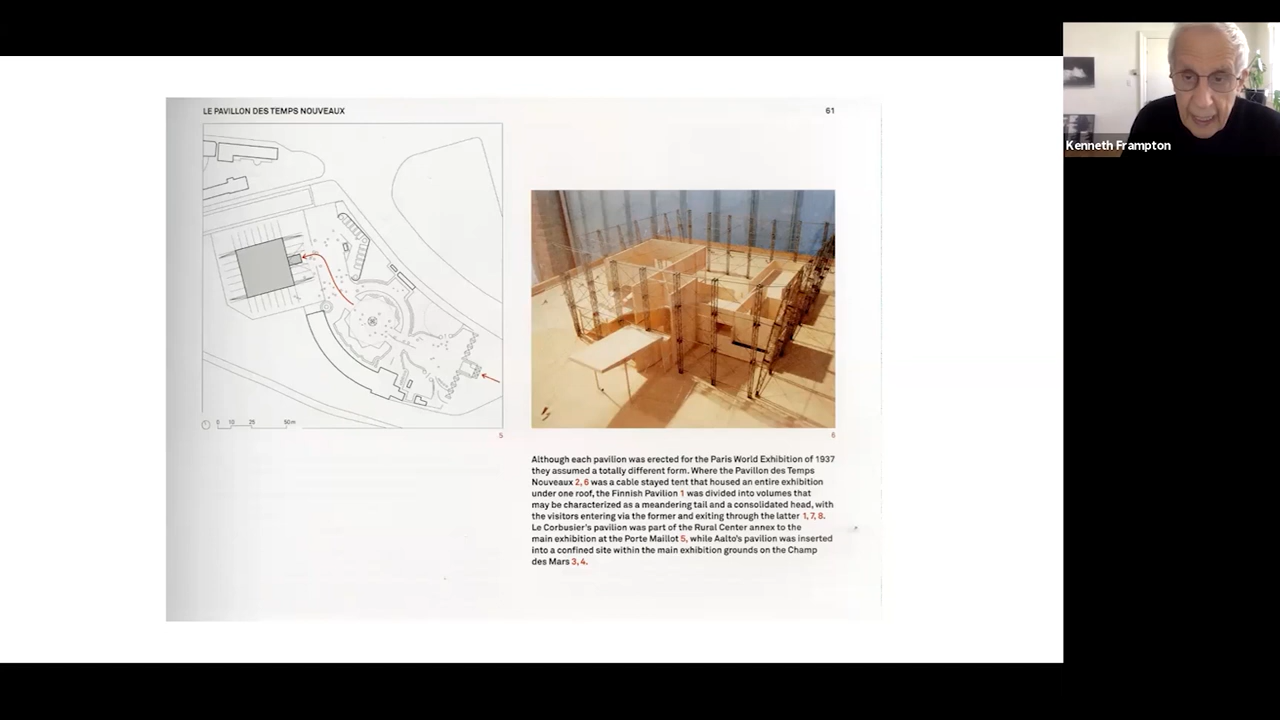 LE PAVILLON DES TEMPS NOUVEAUX
61
0 10 25 50m
5
6
Although each pavilion was erected for the Paris World Exhibition of 1937
they assumed a totally different form. Where the Pavillon des Temps
Nouveaux 2, 6 was a cable stayed tent that housed an entire exhibition
under one roof, the Finnish Pavilion 1 was divided into volumes that
may be characterized as a meandering tail and a consolidated head, with
the visitors entering via the former and exiting through the latter 1, 7, 8.
Le Corbusier's pavilion was part of the Rural Center annex to the
main exhibition at the Porte Maillot 5, while Aalto's pavilion was inserted
into a confined site within the main exhibition grounds on the Champ
des Mars 3, 4.
Kenneth Frampton